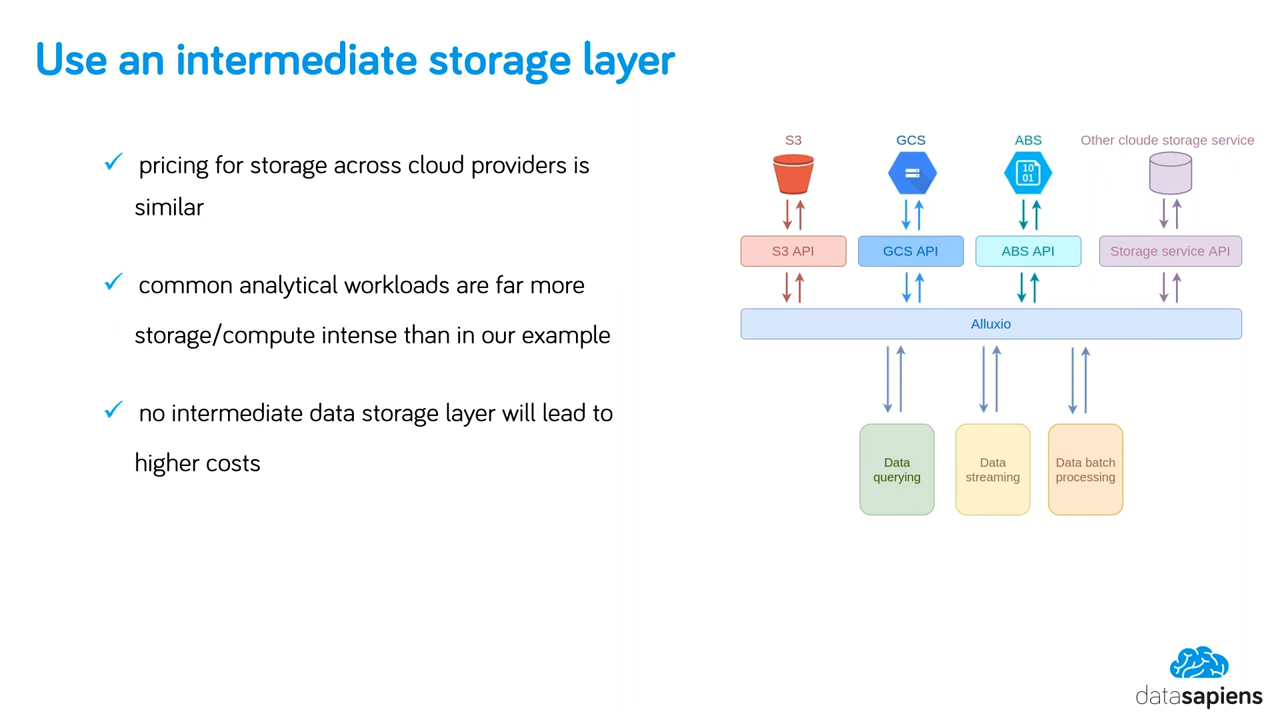 Use an intermediate storage layer
pricing for storage across cloud providers is
similar
common analytical workloads are far more
storage/compute intense than in our example
no intermediate data storage layer will lead to
higher costs
S3
GCS
ABS
Other cloude storage service
10
01
S3 API
GCS API
ABS API
Storage service API
Alluxio
Data
querying
Data
streaming
Data batch
processing
datasapiens